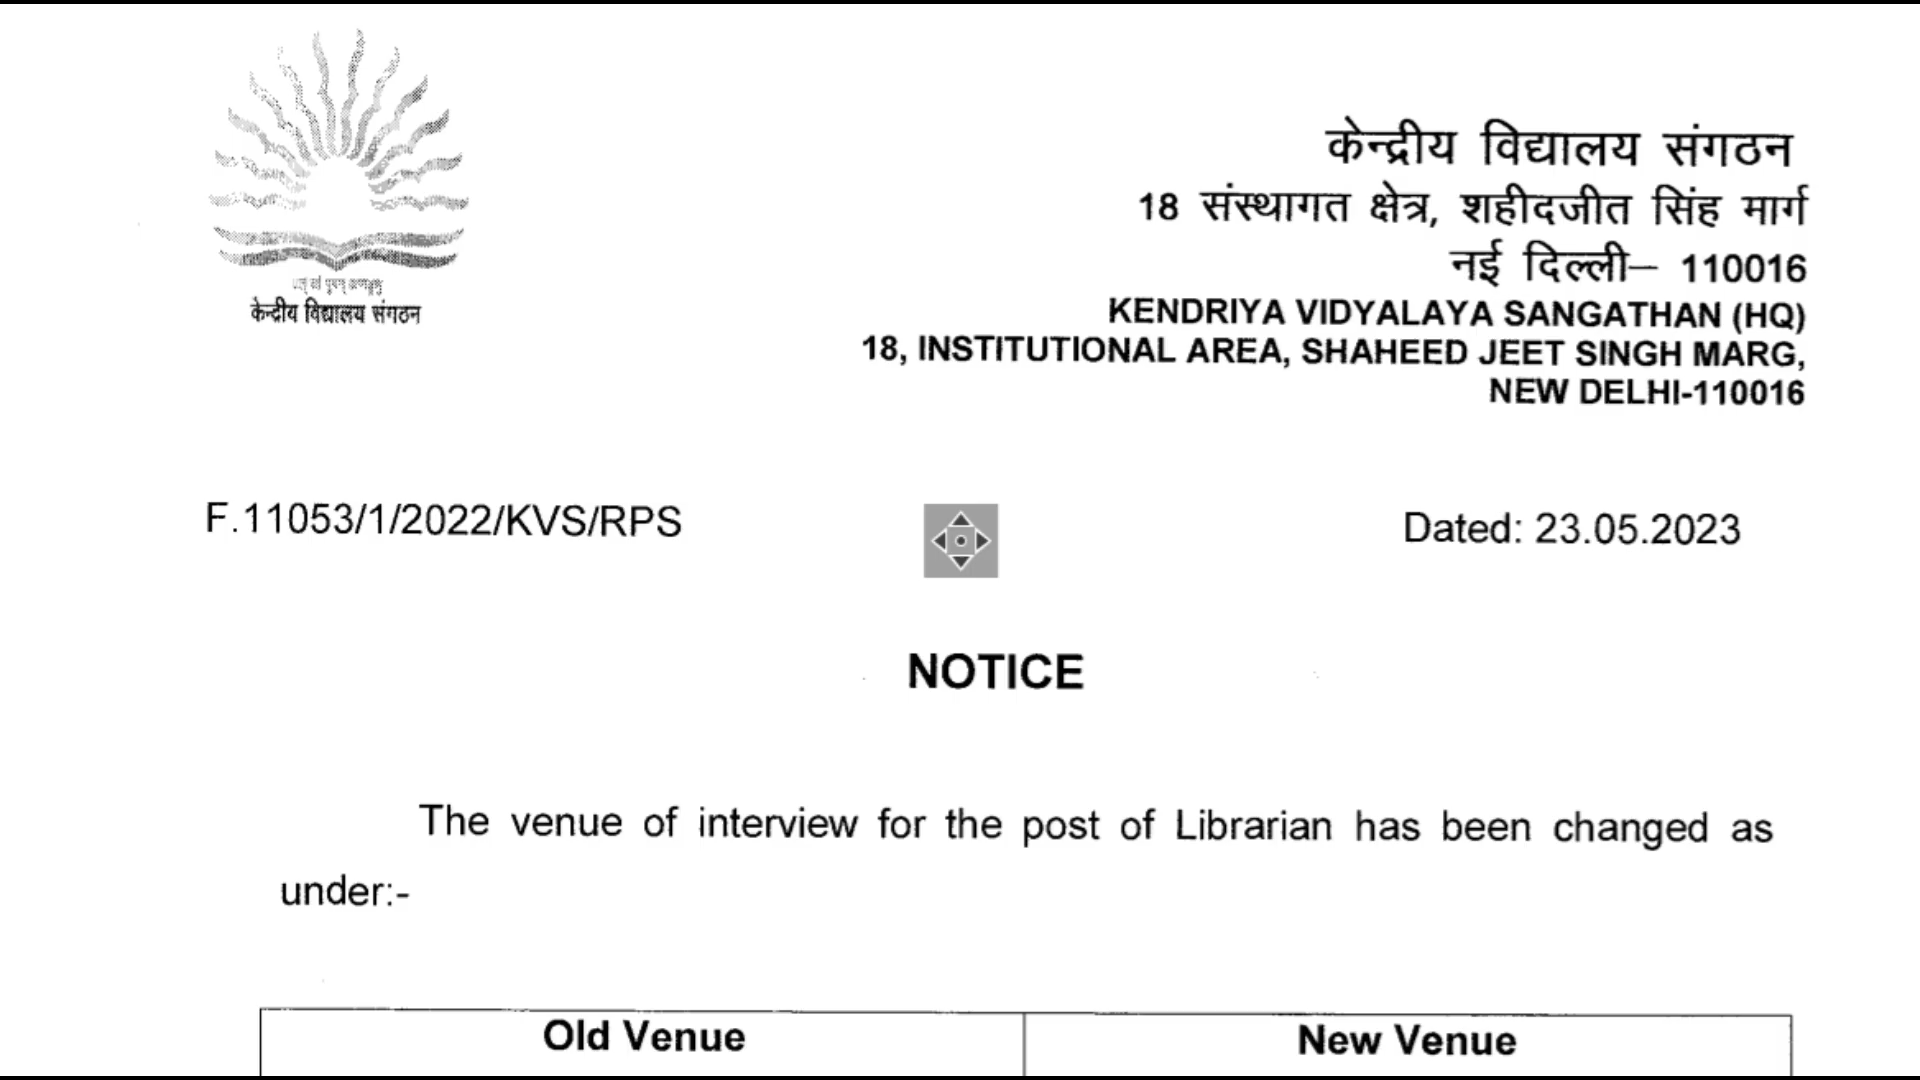 केन्द्रीय विद्यालय संगठन
केन्द्रीय विद्यालय संगठन
18 संस्थागत क्षेत्र, शहीदजीत सिंह मार्ग
नई दिल्ली– 110016
KENDRIYA VIDYALAYA SANGATHAN (HQ)
18, INSTITUTIONAL AREA, SHAHEED JEET SINGH MARG,
NEW DELHI-110016
F.11053/1/2022/KVS/RPS
Dated: 23.05.2023
NOTICE
The venue of interview for the post of Librarian has been changed as
under:-
Old Venue
New Venue